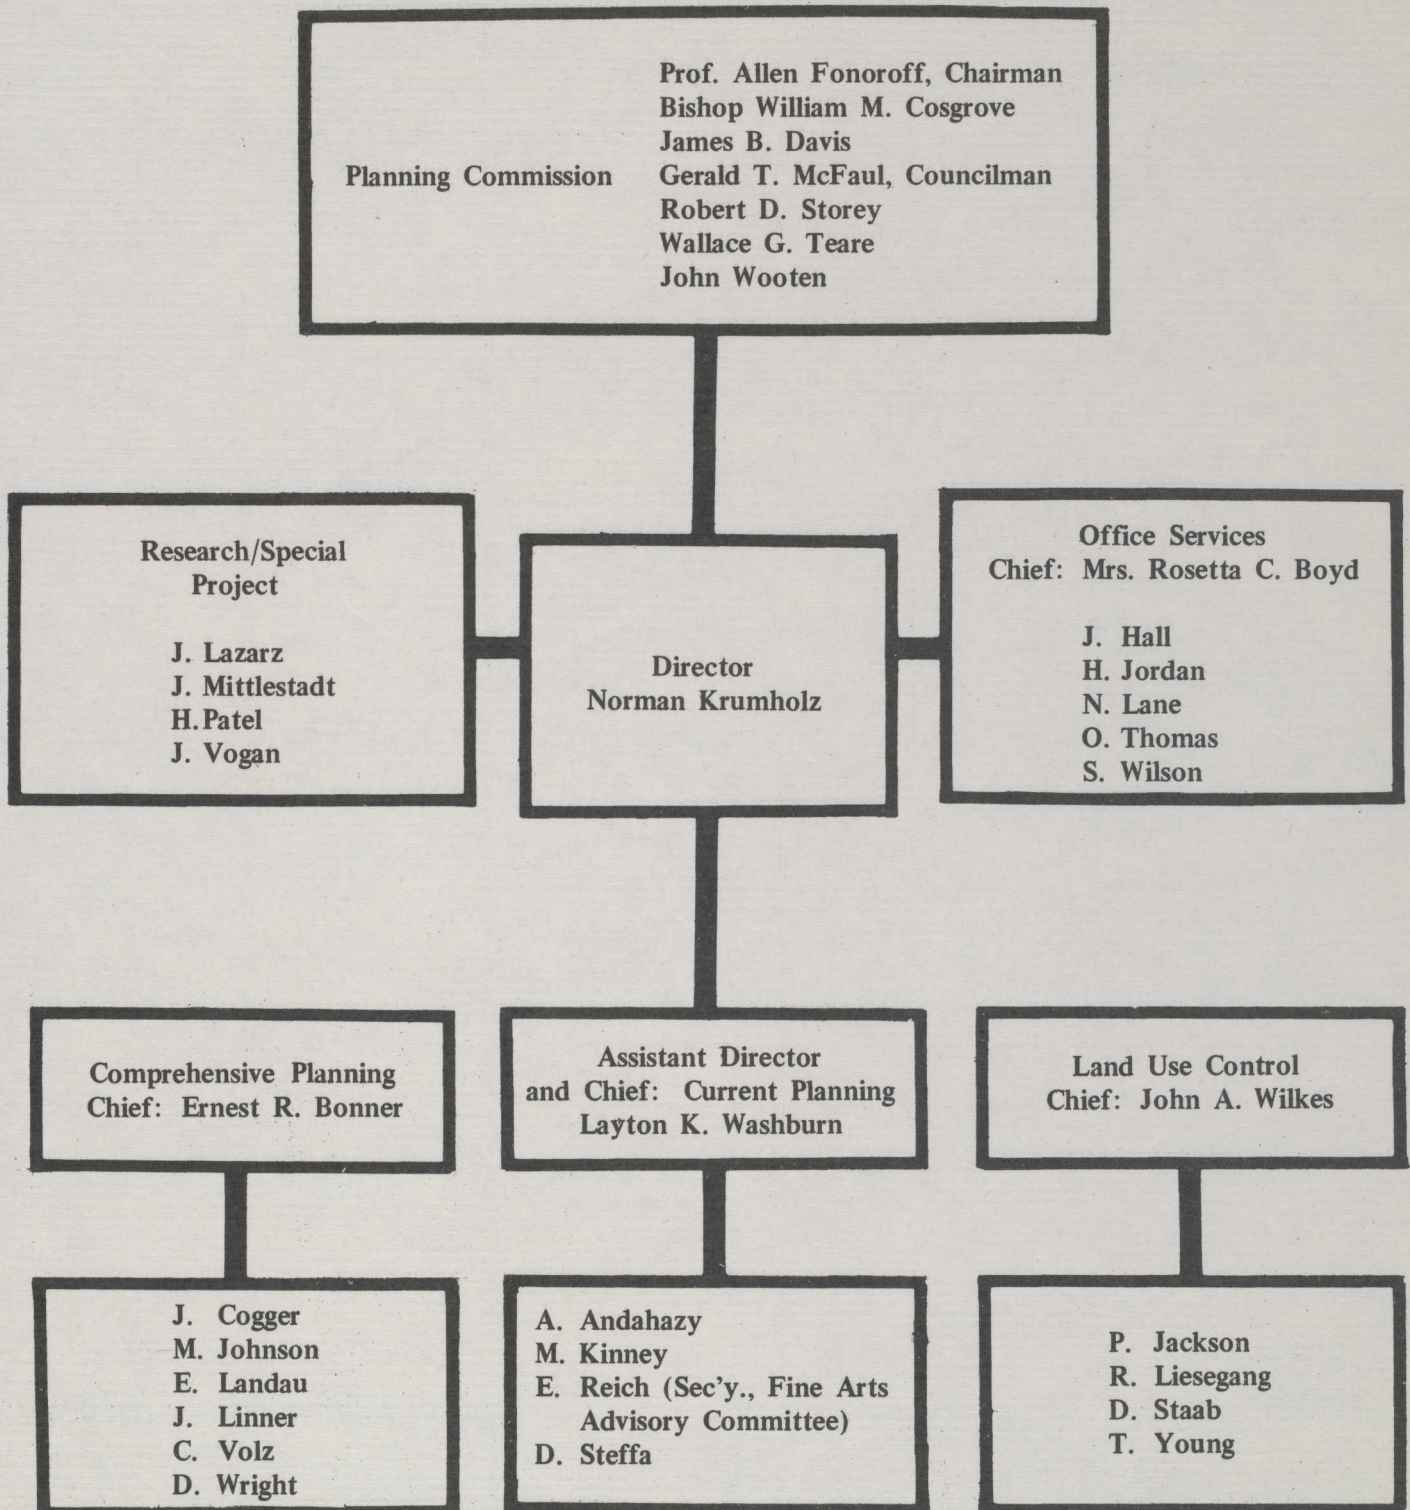 Planning Commission
Prof. Allen Fonoroff, Chairman
Bishop William M. Cosgrove
James B. Davis
Gerald T. McFaul, Councilman
Robert D. Storey
Wallace G. Teare
John Wooten
Research/Special
Project
J. Lazarz
J. Mittlestadt
H. Patel
J. Vogan
Director
Norman Krumholz
Office Services
Chief: Mrs. Rosetta C. Boyd
J. Hall
H. Jordan
N. Lane
O. Thomas
S. Wilson
Comprehensive Planning
Chief: Ernest R. Bonner
Assistant Director
and Chief: Current Planning
Layton K. Washburn
Land Use Control
Chief: John A. Wilkes
J. Cogger
M. Johnson
E. Landau
J. Linner
C. Volz
D. Wright
A. Andahazy
M. Kinney
E. Reich (Sec'y., Fine Arts
Advisory Committee)
D. Steffa
P. Jackson
R. Liesegang
D. Staab
T. Young